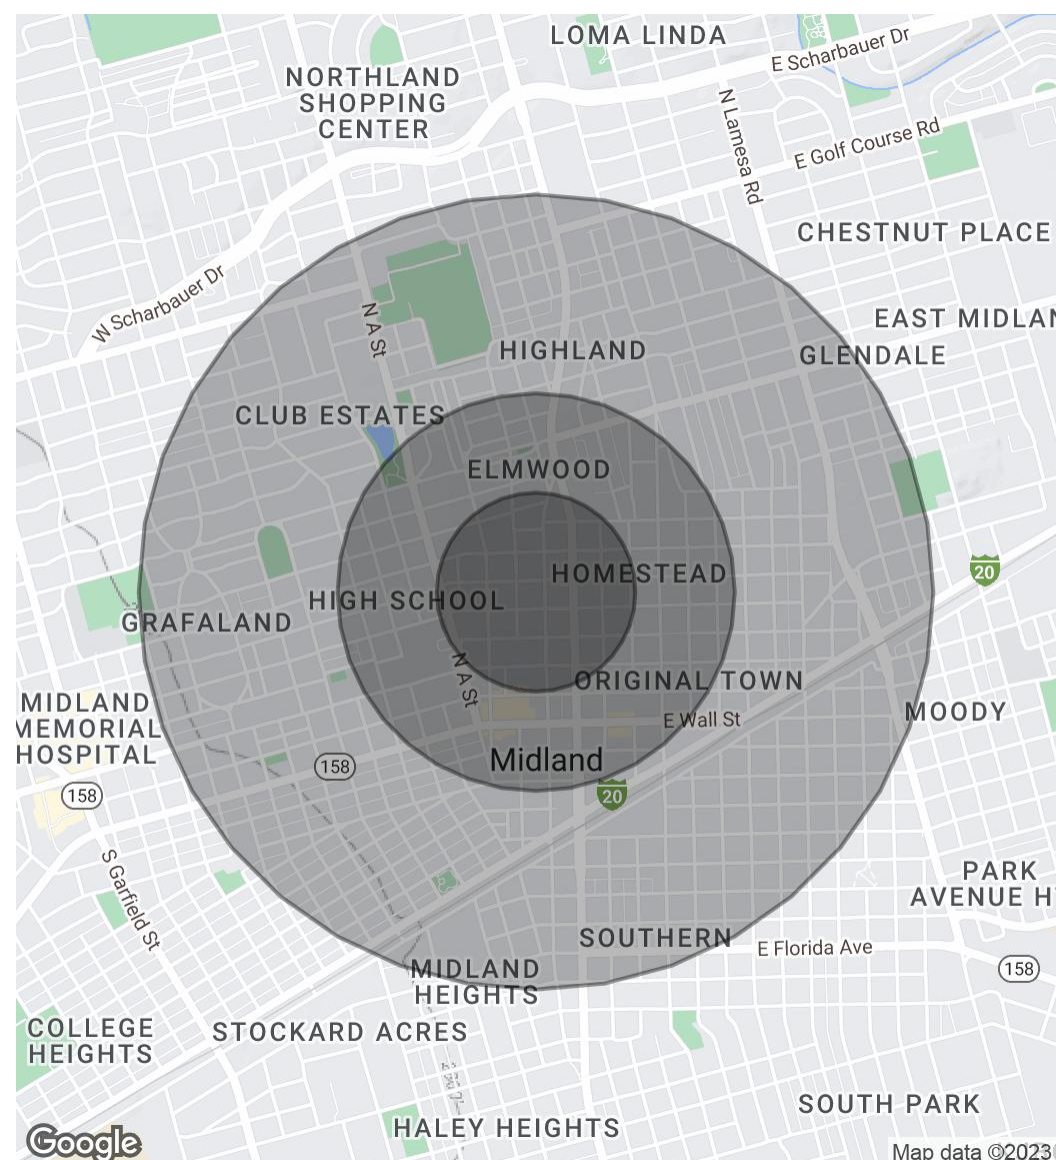 LOMA LINDA
E Scharbauer Dr
NORTHLAND
SHOPPING
CENTER
N Lamesa Rd
E Golf Course Rd
CHESTNUT PLACE
W Scharbauer Dr
N A St
EAST MIDLAN
HIGHLAND
GLENDALE
CLUB ESTATES
ELMWOOD
20
HOMESTEAD
HIGH SCHOOL
GRAFALAND
N A St
ORIGINAL TOWN
MIDLAND
MEMORIAL
HOSPITAL
E Wall St
MOODY
Midland
158
158
20
S Garfield St
PARK
AVENUE H
SOUTHERN
E Florida Ave
MIDLAND
HEIGHTS
158
COLLEGE
HEIGHTS
STOCKARD ACRES
SOUTH PARK
HALEY HEIGHTS
Google
Map data ©2023